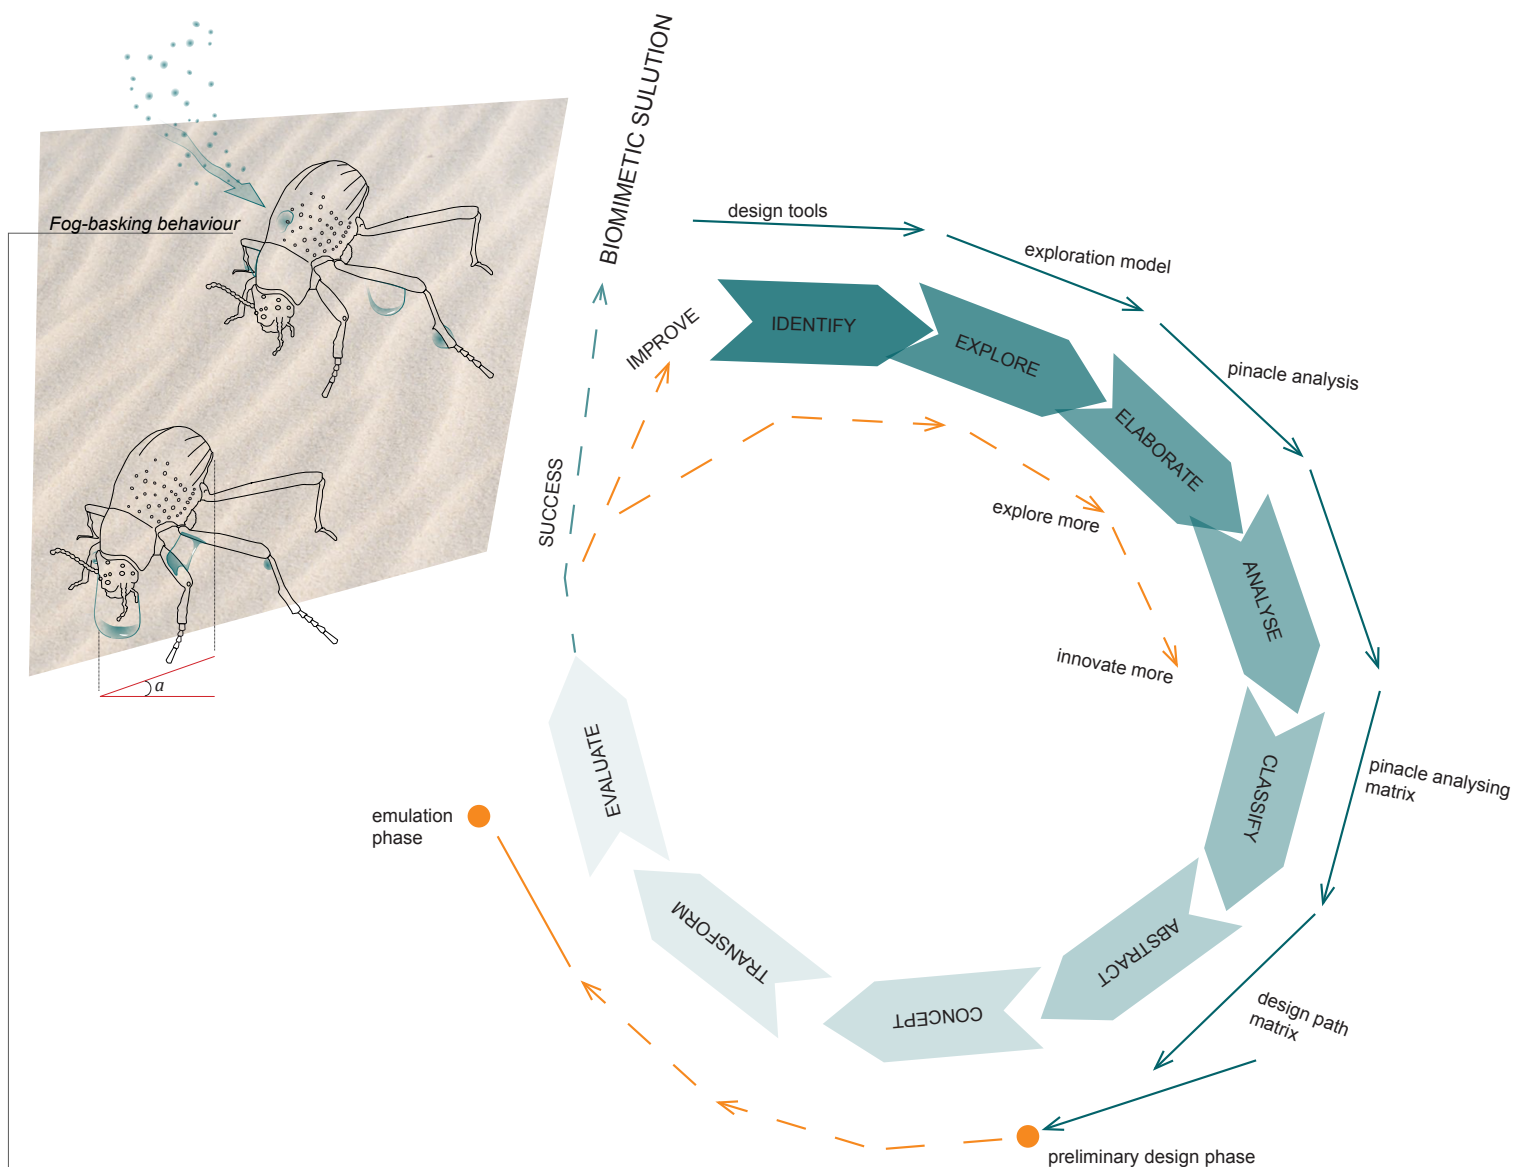 Fog-basking behaviour
a
BIOMIMETIC SULUTION
SUCCESS
IMPROVE
design tools
exploration model
pinacle analysis
pinacle analysing
matrix
design path
matrix
preliminary design phase
emulation
phase
IDENTIFY
EXPLORE
ELABORATE
ANALYSE
CLASSIFY
ABSTRACT
CONCEPT
TRANSFORM
EVALUATE
explore more
innovate more